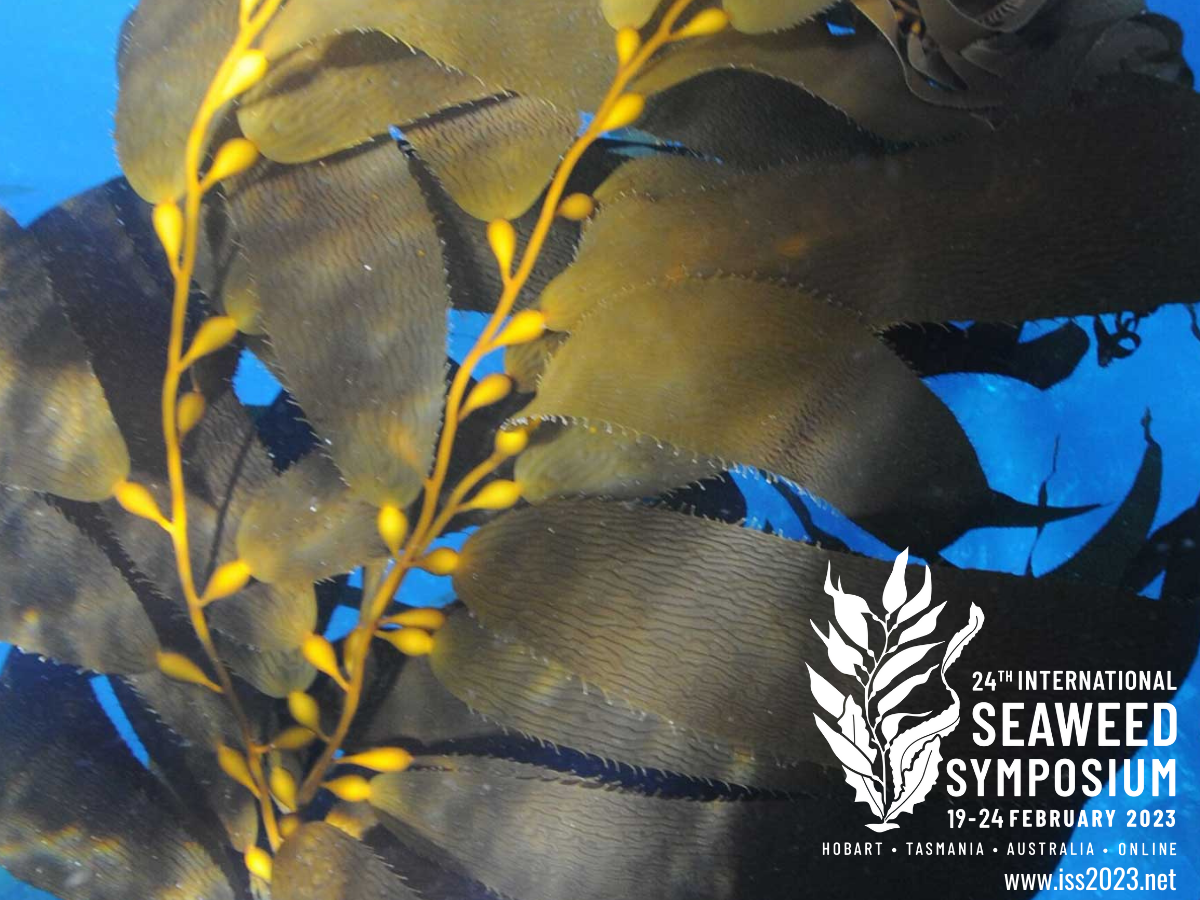 24TH INTERNATIONAL
SEAWEED
SYMPOSIUM
19-24 FEBRUARY 2023
HOBART • TASMANIA • AUSTRALIA • ONLINE
www.iss2023.net